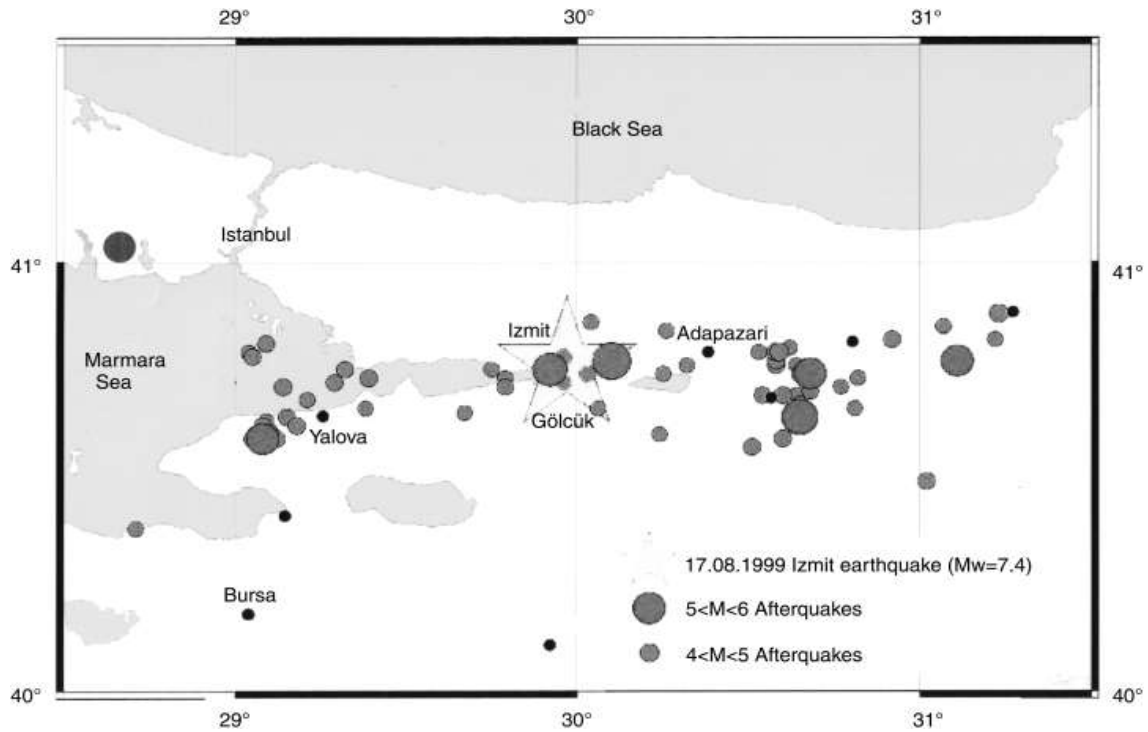 29° 30° 31°
Black Sea
Istanbul
41° 41°
Izmit Adapazari
Marmara
Sea
Gölcük
Yalova
17.08.1999 Izmit earthquake (Mw=7.4)
Bursa 5<M<6 Afterquakes
4<M<5 Afterquakes
40° 40°
29° 30° 31°